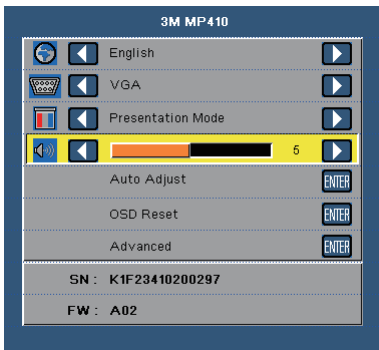 3M MP410
English
VGA
Presentation Mode
5
Auto Adjust ENTER
OSD Reset ENTER
Advanced ENTER
SN : K1F23410200297
FW : A02